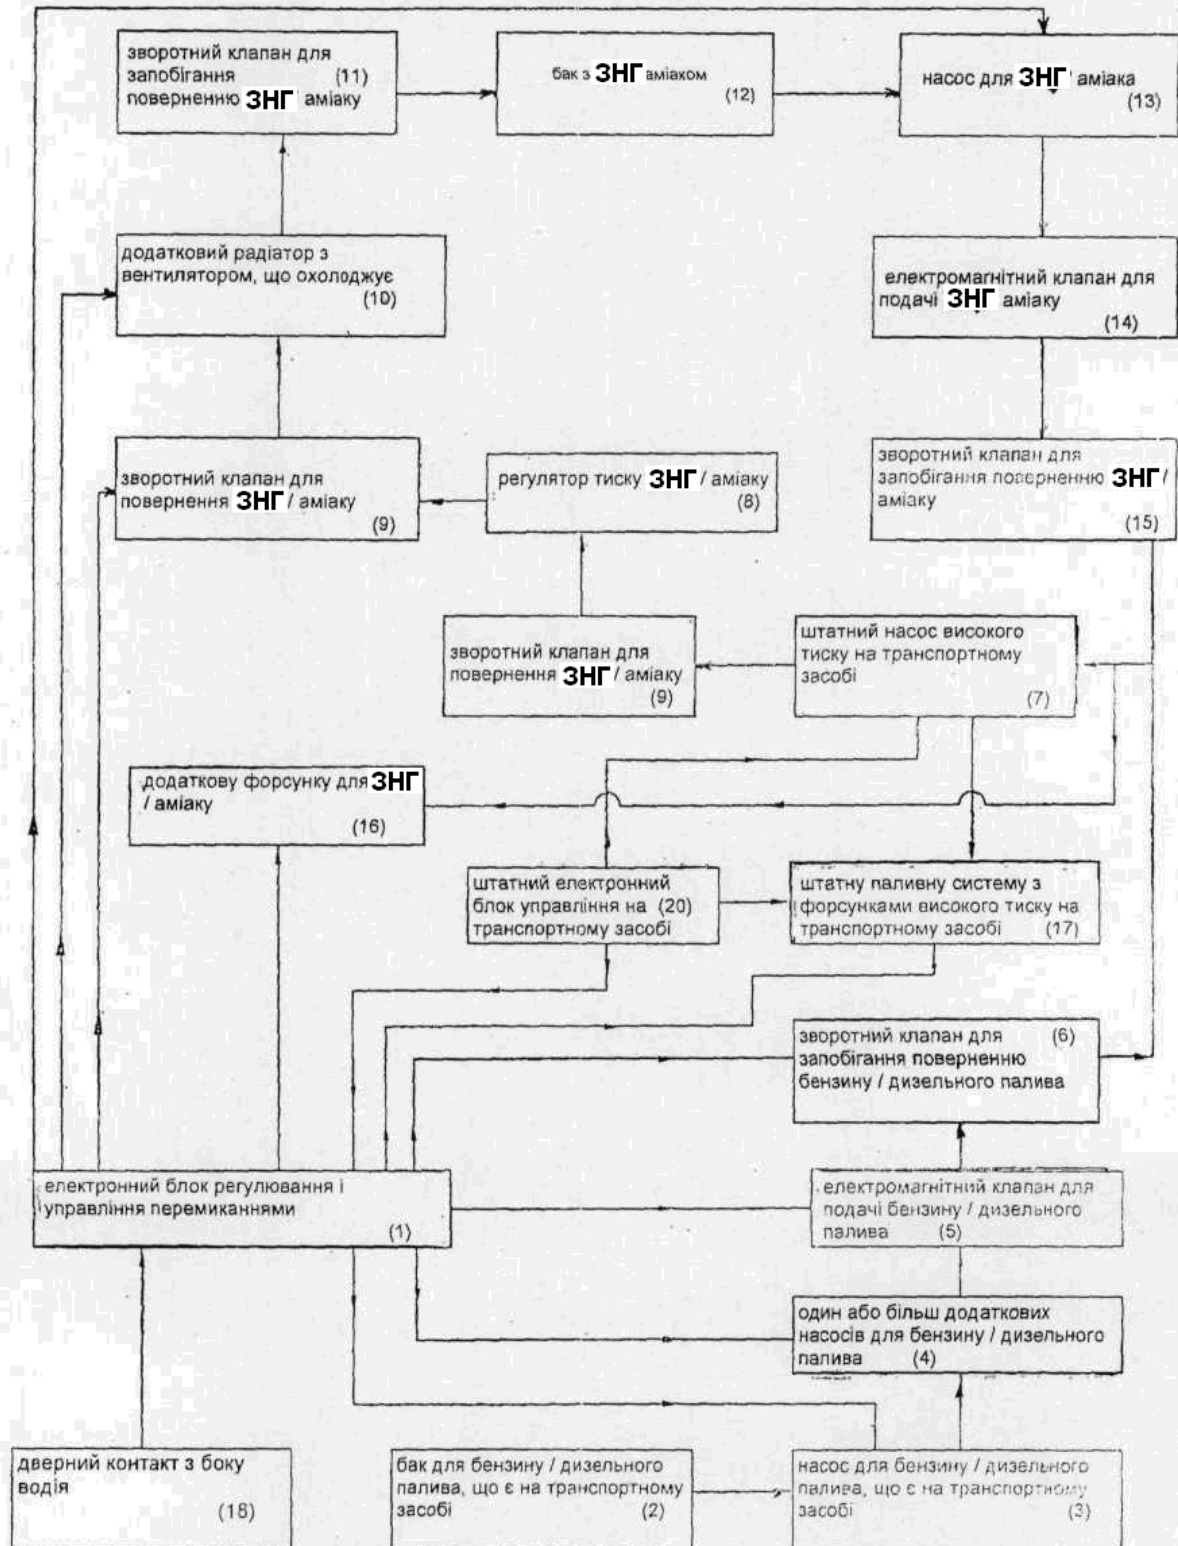 зворотний клапан для
запобігання (11)
поверненню ЗНГ аміаку
бак з ЗНГ аміаком
(12)
насос для ЗНГ аміака
(13)
додатковий радіатор з
вентилятором, що охолоджує
(10)
електромагнітний клапан для
подачі ЗНГ аміаку
(14)
зворотний клапан для
повернення ЗНГ / аміаку
(9)
регулятор тиску ЗНГ / аміаку
(8)
зворотний клапан для
запобігання поверненню ЗНГ /
аміаку
(15)
зворотний клапан для
повернення ЗНГ / аміаку
(9)
штатний насос високого
тиску на транспортному
засобі
(7)
додаткову форсунку для ЗНГ
/ аміаку
(16)
штатний електронний
блок управління на (20)
транспортному засобі
штатну паливну систему з
форсунками високого тиску на
транспортному засобі (17)
зворотний клапан для (6)
запобігання поверненню
бензину / дизельного палива
електронний блок регулювання і
управління перемиканнями
(1)
електромагнітний клапан для
подачі бензину / дизельного
палива (5)
один або більш додаткових
насосів для бензину / дизельного
палива (4)
дверний контакт з боку
водія
(18)
бак для бензину / дизельного
палива, що є на транспортному
засобі (2)
насос для бензину / дизельного
палива, що є на транспортному
засобі (3)